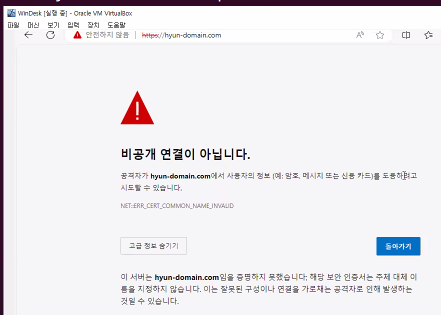 WinDesk [실행 중] - Oracle VM VirtualBox
파일 머신 보기 입력 장치 도움말
안전하지 않음 https://hyun-domain.com
비공개 연결이 아닙니다.
공격자가 hyun-domain.com에서 사용자의 정보 (예: 암호, 메시지 또는 신용 카드)를 도용하려고
시도할 수 있습니다.
NET::ERR_CERT_COMMON_NAME_INVALID
고급 정보 숨기기
돌아가기
이 서버는 hyun-domain.com임을 증명하지 못했습니다; 해당 보안 인증서는 주체 대체 이
름을 지정하지 않습니다. 이는 잘못된 구성이나 연결을 가로채는 공격자로 인해 발생하는
것일 수 있습니다.